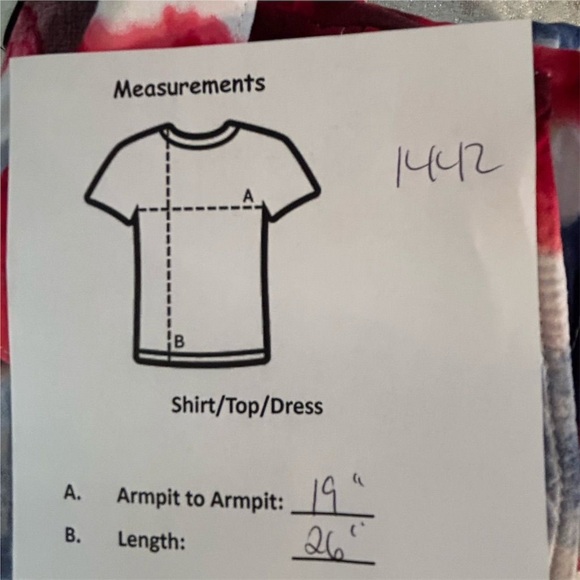 Measurements
1442
A
B
Shirt/Top/Dress
A. Armpit to Armpit: 19"
B. Length: 26"